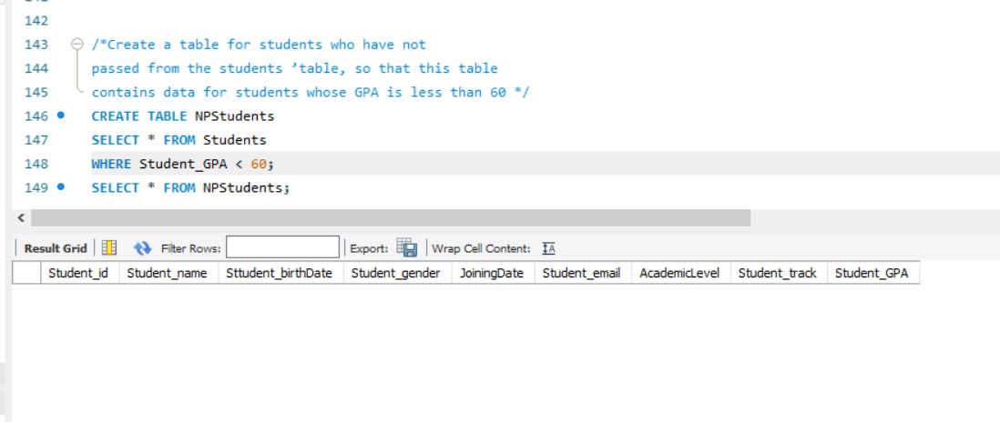 142
143 /*Create a table for students who have not
144 passed from the students ’table, so that this table
145 contains data for students whose GPA is less than 60 */
146 CREATE TABLE NPStudents
147 SELECT * FROM Students
148 WHERE Student_GPA < 60;
149 SELECT * FROM NPStudents;
Result Grid Filter Rows: Export: Wrap Cell Content: IA
Student_id Student_name Sttudent_birthDate Student_gender JoiningDate Student_email AcademicLevel Student_track Student_GPA